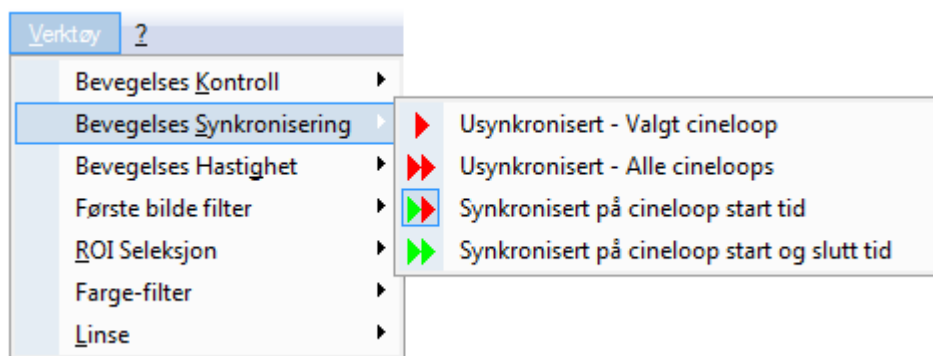 Verktøy ?
Bevegelses Kontroll
Bevegelses Synkronisering
Usynkronisert - Valgt cineloop
Bevegelses Hastighet
Usynkronisert - Alle cineloops
Første bilde filter
Synkronisert på cineloop start tid
ROI Seleksjon
Synkronisert på cineloop start og slutt tid
Farge-filter
Linse